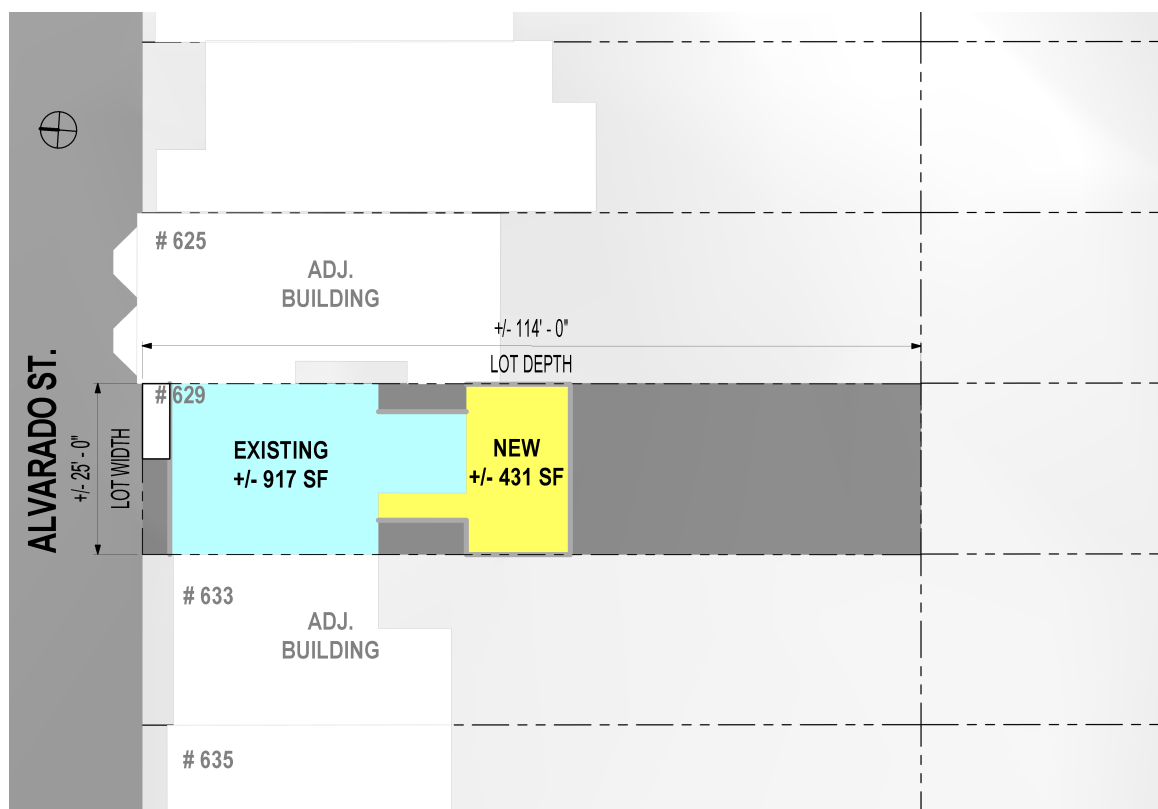 # 625
ADJ.
BUILDING
+/- 114' - 0"
LOT DEPTH
# 629
ALVARADO ST.
+/- 25' - 0"
LOT WIDTH
EXISTING
+/- 917 SF
NEW
+/- 431 SF
# 633
ADJ.
BUILDING
# 635